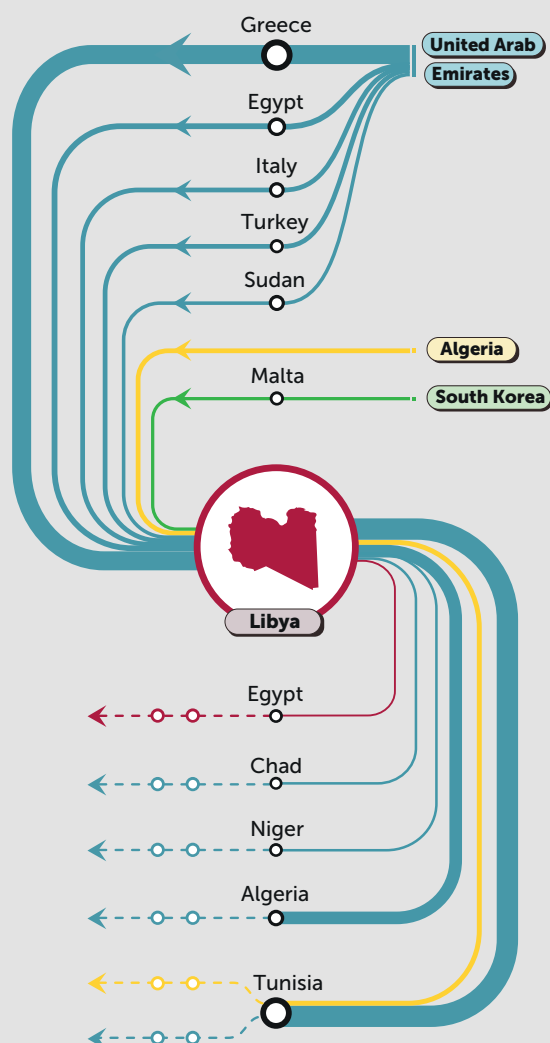 Greece
United Arab
Emirates
Egypt
Italy
Turkey
Sudan
Algeria
Malta
South Korea
Libya
Egypt
Chad
Niger
Algeria
Tunisia